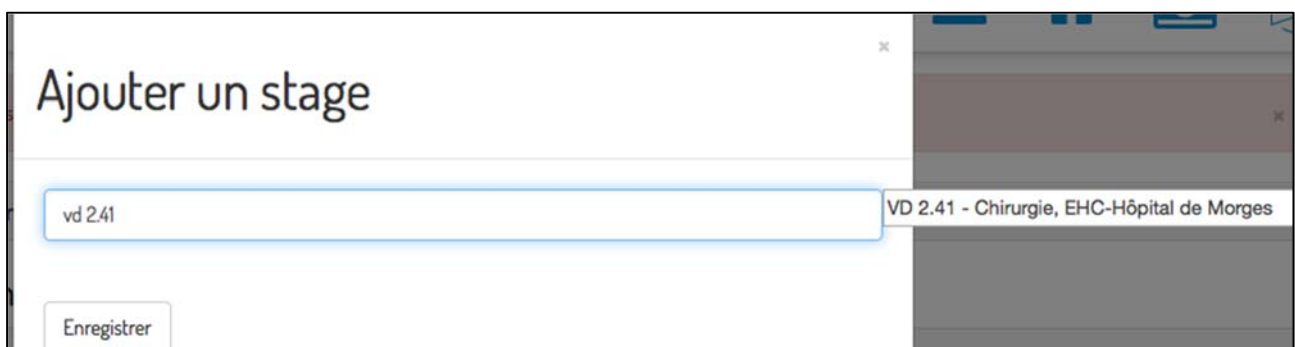 Ajouter un stage
vd 2.41
VD 2.41 - Chirurgie, EHC-Hôpital de Morges
Enregistrer